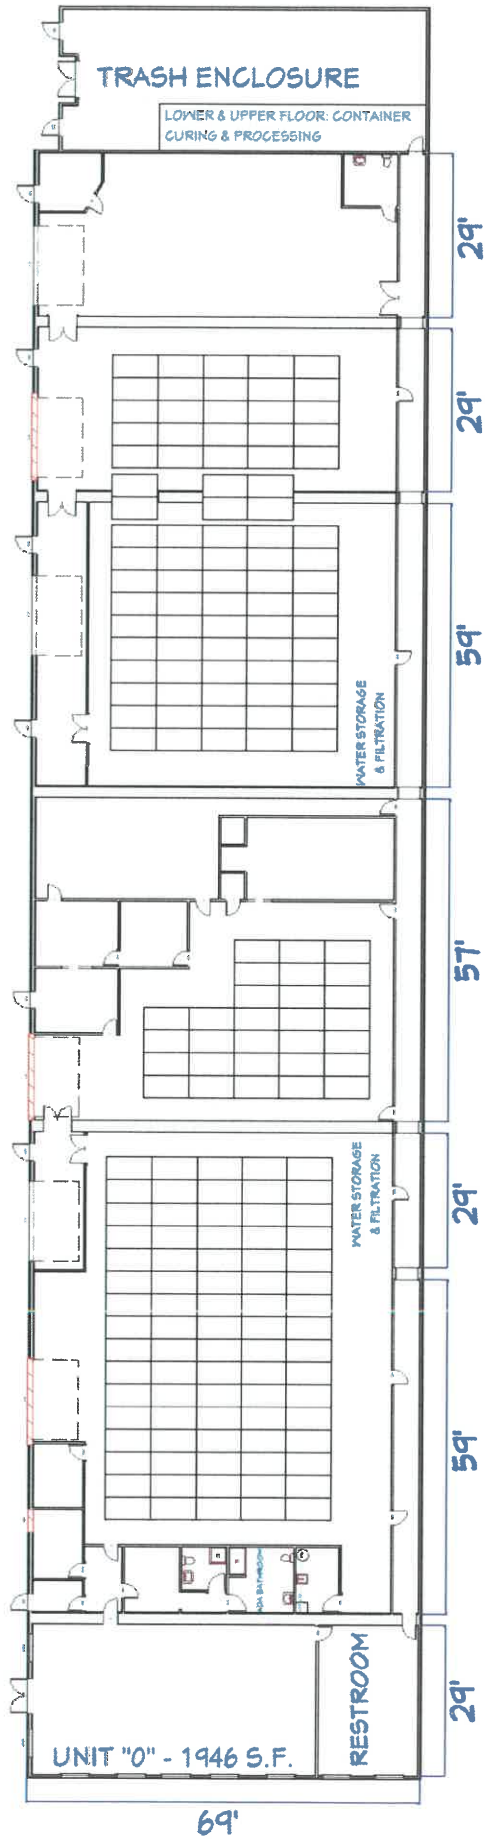 TRASH ENCLOSURE
LOWER & UPPER FLOOR: CONTAINER
CURING & PROCESSING
29'
29'
59'
WATER STORAGE
& FILTRATION
57'
WATER STORAGE
& FILTRATION
29'
59'
ADA BATHROOM
RESTROOM
29'
UNIT "0" - 1946 S.F.
69'